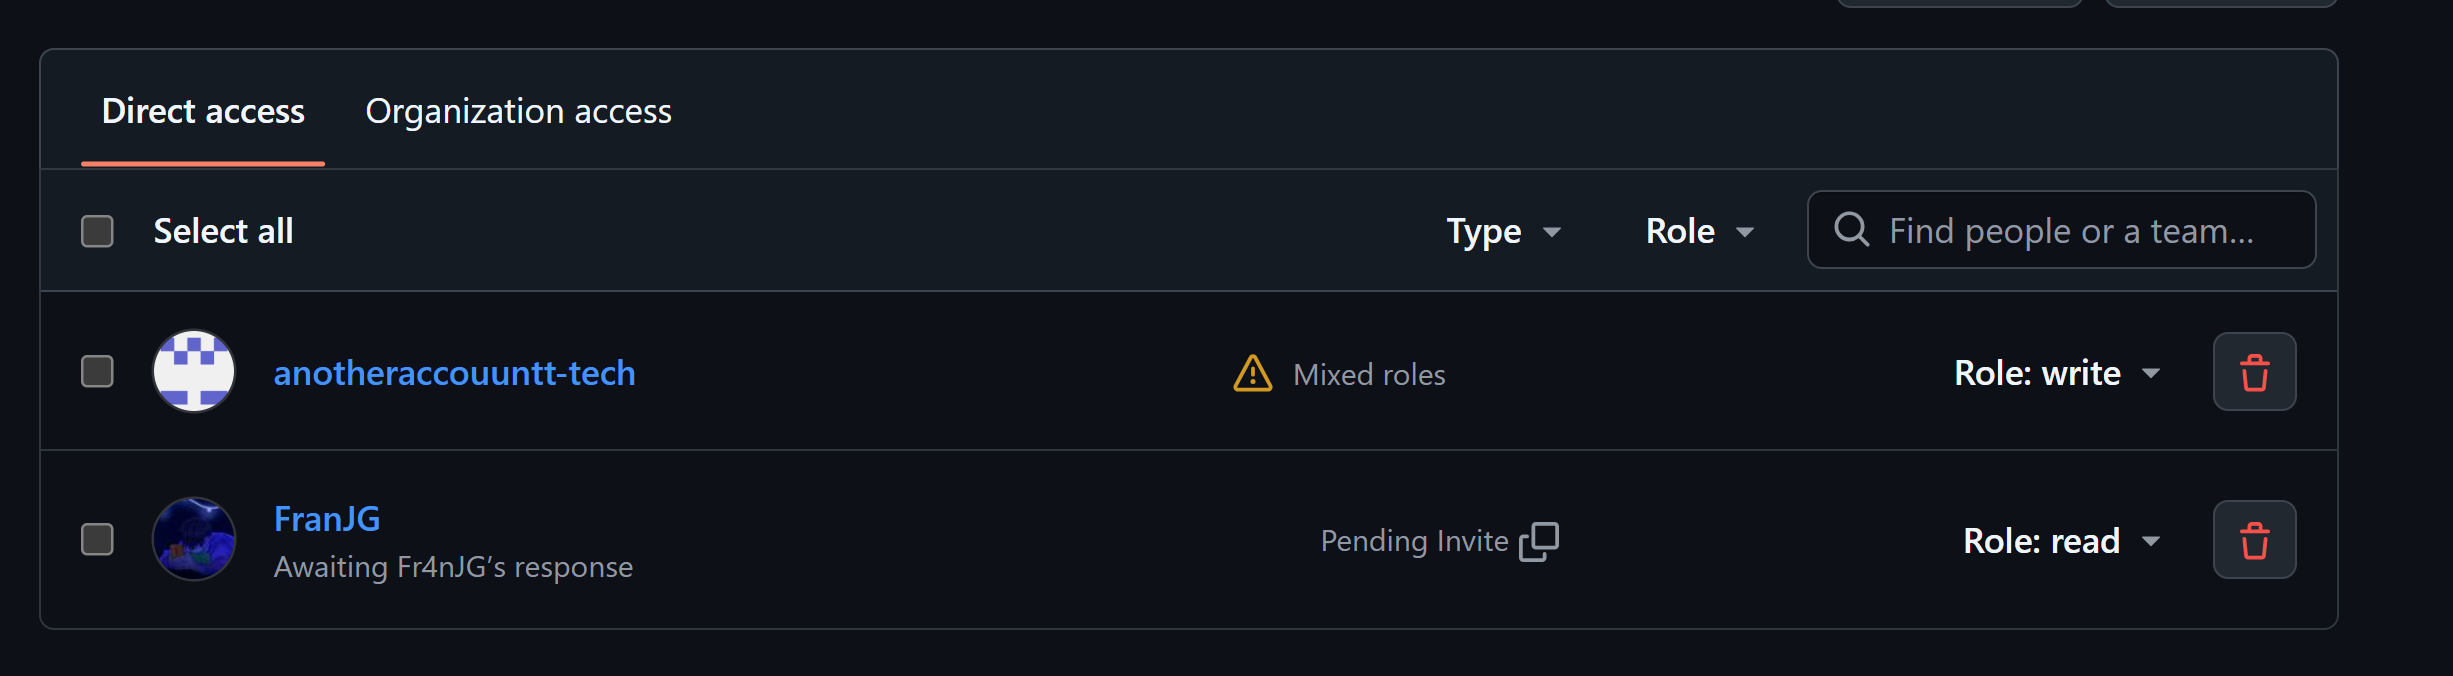 Direct access
Organization access
Select all
Type
Role
Find people or a team...
anotheraccouuntt-tech
Mixed roles
Role: write
FranJG
Awaiting Fr4nJG’s response
Pending Invite
Role: read